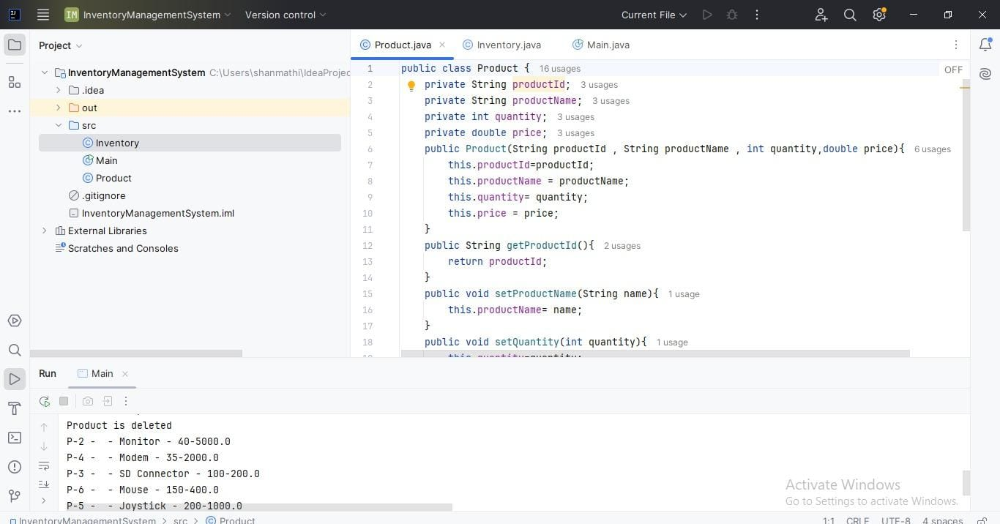 IM InventoryManagementSystem Version control Current File
Project
InventoryManagementSystem C:\Users\shanmathi\IdeaProjec
.idea
out
src
Inventory
Main
Product
.gitignore
InventoryManagementSystem.iml
External Libraries
Scratches and Consoles
Product.java Inventory.java Main.java
OFF
1 public class Product { 16 usages
2 private String productId; 3 usages
3 private String productName; 3 usages
4 private int quantity; 3 usages
5 private double price; 3 usages
6 public Product(String productId , String productName , int quantity,double price){ 6 usages
7 this.productId=productId;
8 this.productName = productName;
9 this.quantity= quantity;
10 this.price = price;
11 }
12 public String getProductId(){ 2 usages
13 return productId;
14 }
15 public void setProductName(String name){ 1 usage
16 this.productName= name;
17 }
18 public void setQuantity(int quantity){ 1 usage
19 this.quantity=quantity;
Run Main
Product is deleted
P-2 -  - Monitor - 40-5000.0
P-4 -  - Modem - 35-2000.0
P-3 -  - SD Connector - 100-200.0
P-6 -  - Mouse - 150-400.0
P-5 -  - Joystick - 200-1000.0
Activate Windows
Go to Settings to activate Windows.
InventoryManagementSystem > src > Product 1:1 CRLF UTF-8 4 spaces